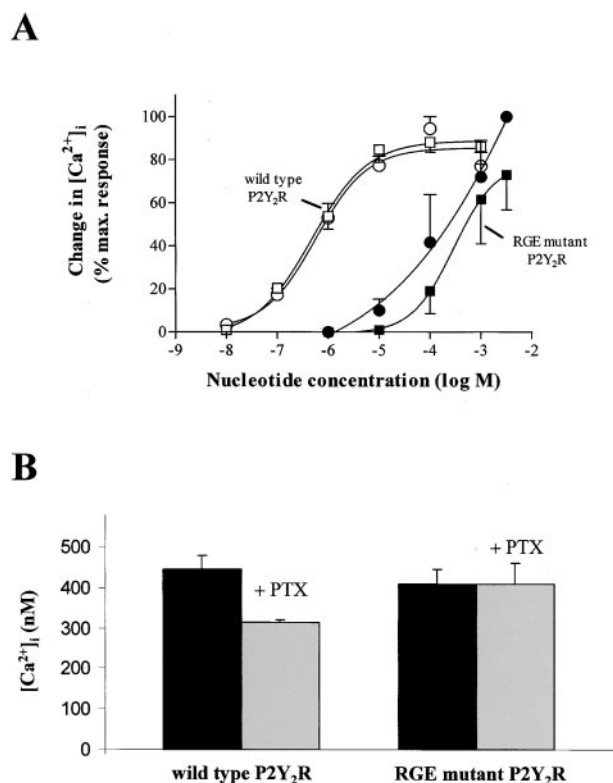 A
Change in [Ca²⁺]ᵢ
(% max. response)
100
80
60
40
20
0
wild type
P2Y₂R
RGE mutant
P2Y₂R
-9 -8 -7 -6 -5 -4 -3 -2
Nucleotide concentration (log M)
B
[Ca²⁺]ᵢ (nM)
500
400
300
200
100
0
+ PTX
+ PTX
wild type P2Y₂R RGE mutant P2Y₂R